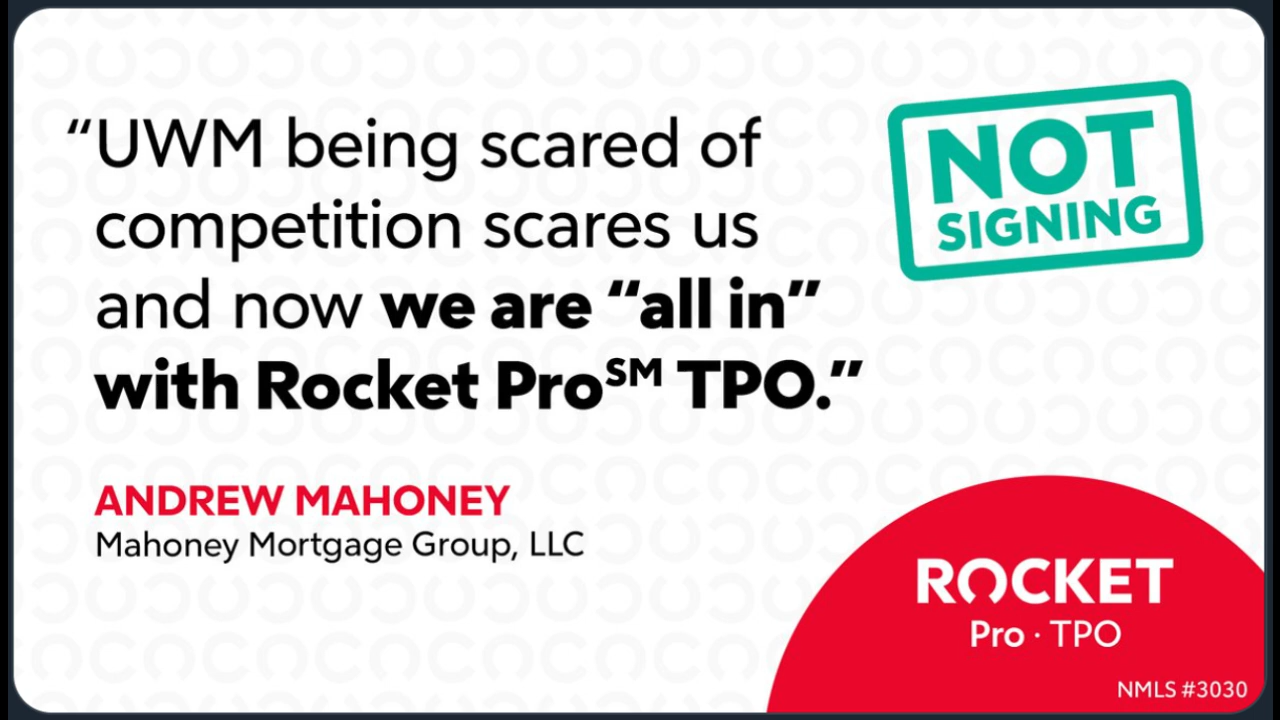 “UWM being scared of
competition scares us
and now we are “all in”
with Rocket Pro℠ TPO.”
NOT
SIGNING
ANDREW MAHONEY
Mahoney Mortgage Group, LLC
ROCKET
Pro · TPO
NMLS #3030